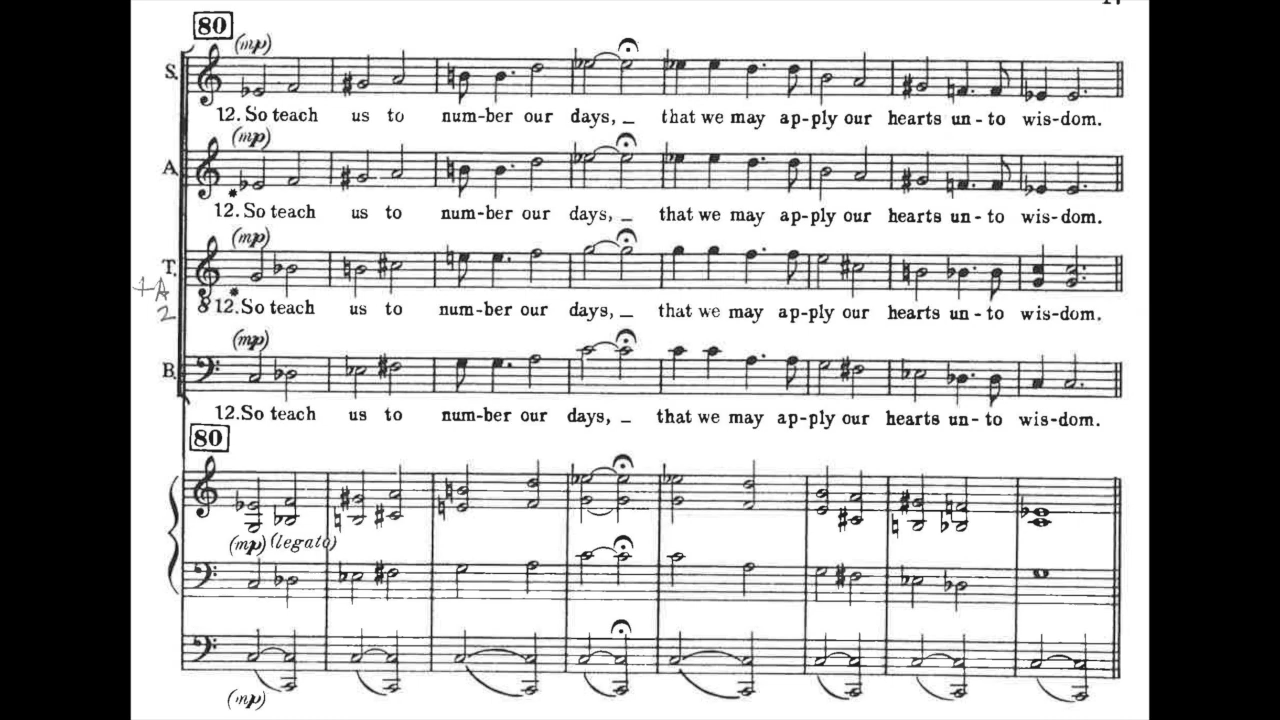 80
(mp)
S.
12. So teach us to num-ber our days, _ that we may ap-ply our hearts un-to wis-dom.
(mp)
A.
*
12. So teach us to num-ber our days, _ that we may ap-ply our hearts un-to wis-dom.
(mp)
T.
+A
2
*
8 12. So teach us to num-ber our days, _ that we may ap-ply our hearts un-to wis-dom.
(mp)
B.
12. So teach us to num-ber our days, _ that we may ap-ply our hearts un-to wis-dom.
80
(mp) (legato)
(mp)